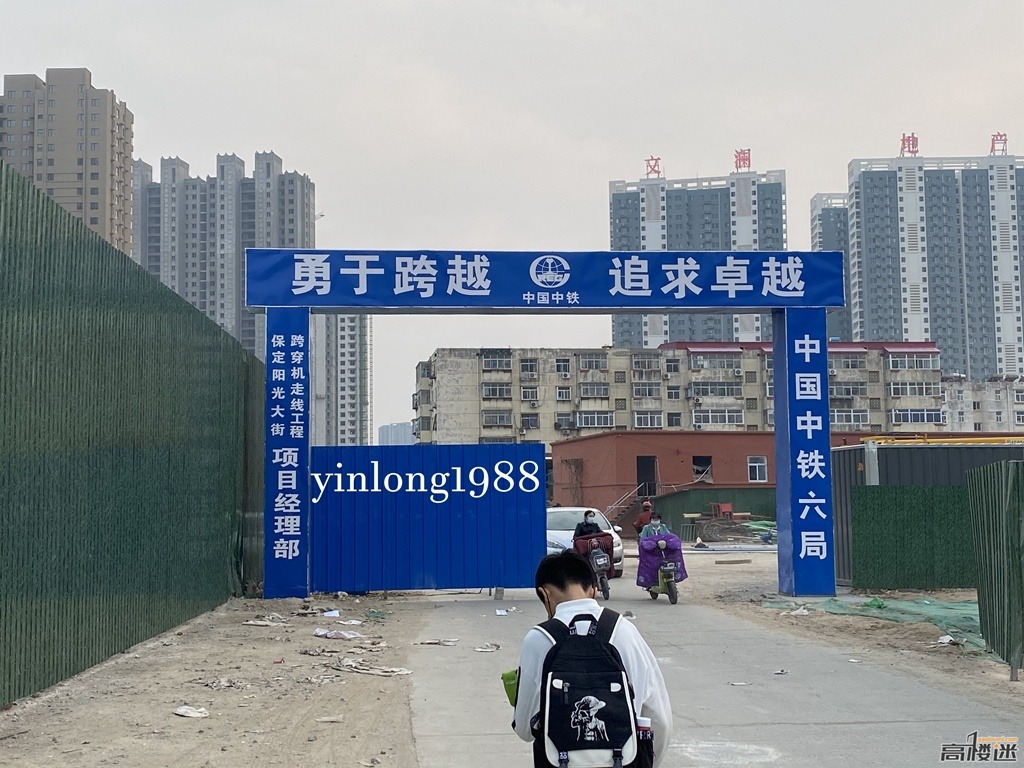 文澜地产
勇于跨越 中国中铁 追求卓越
保定阳光大街
跨穿机走线工程
项目经理部
中国中铁六局
yinlong1988
高楼迷